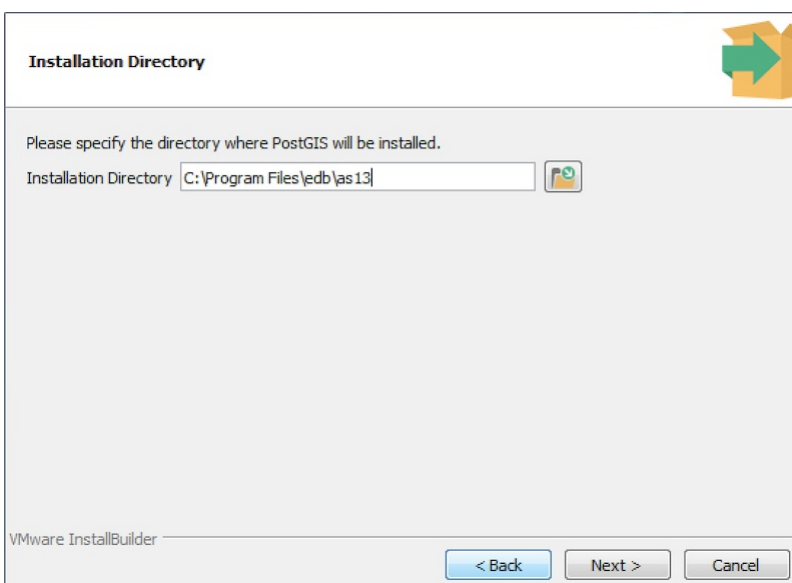 Installation Directory
Please specify the directory where PostGIS will be installed.
Installation Directory C:\Program Files\edb\as13
VMware InstallBuilder
< Back Next > Cancel